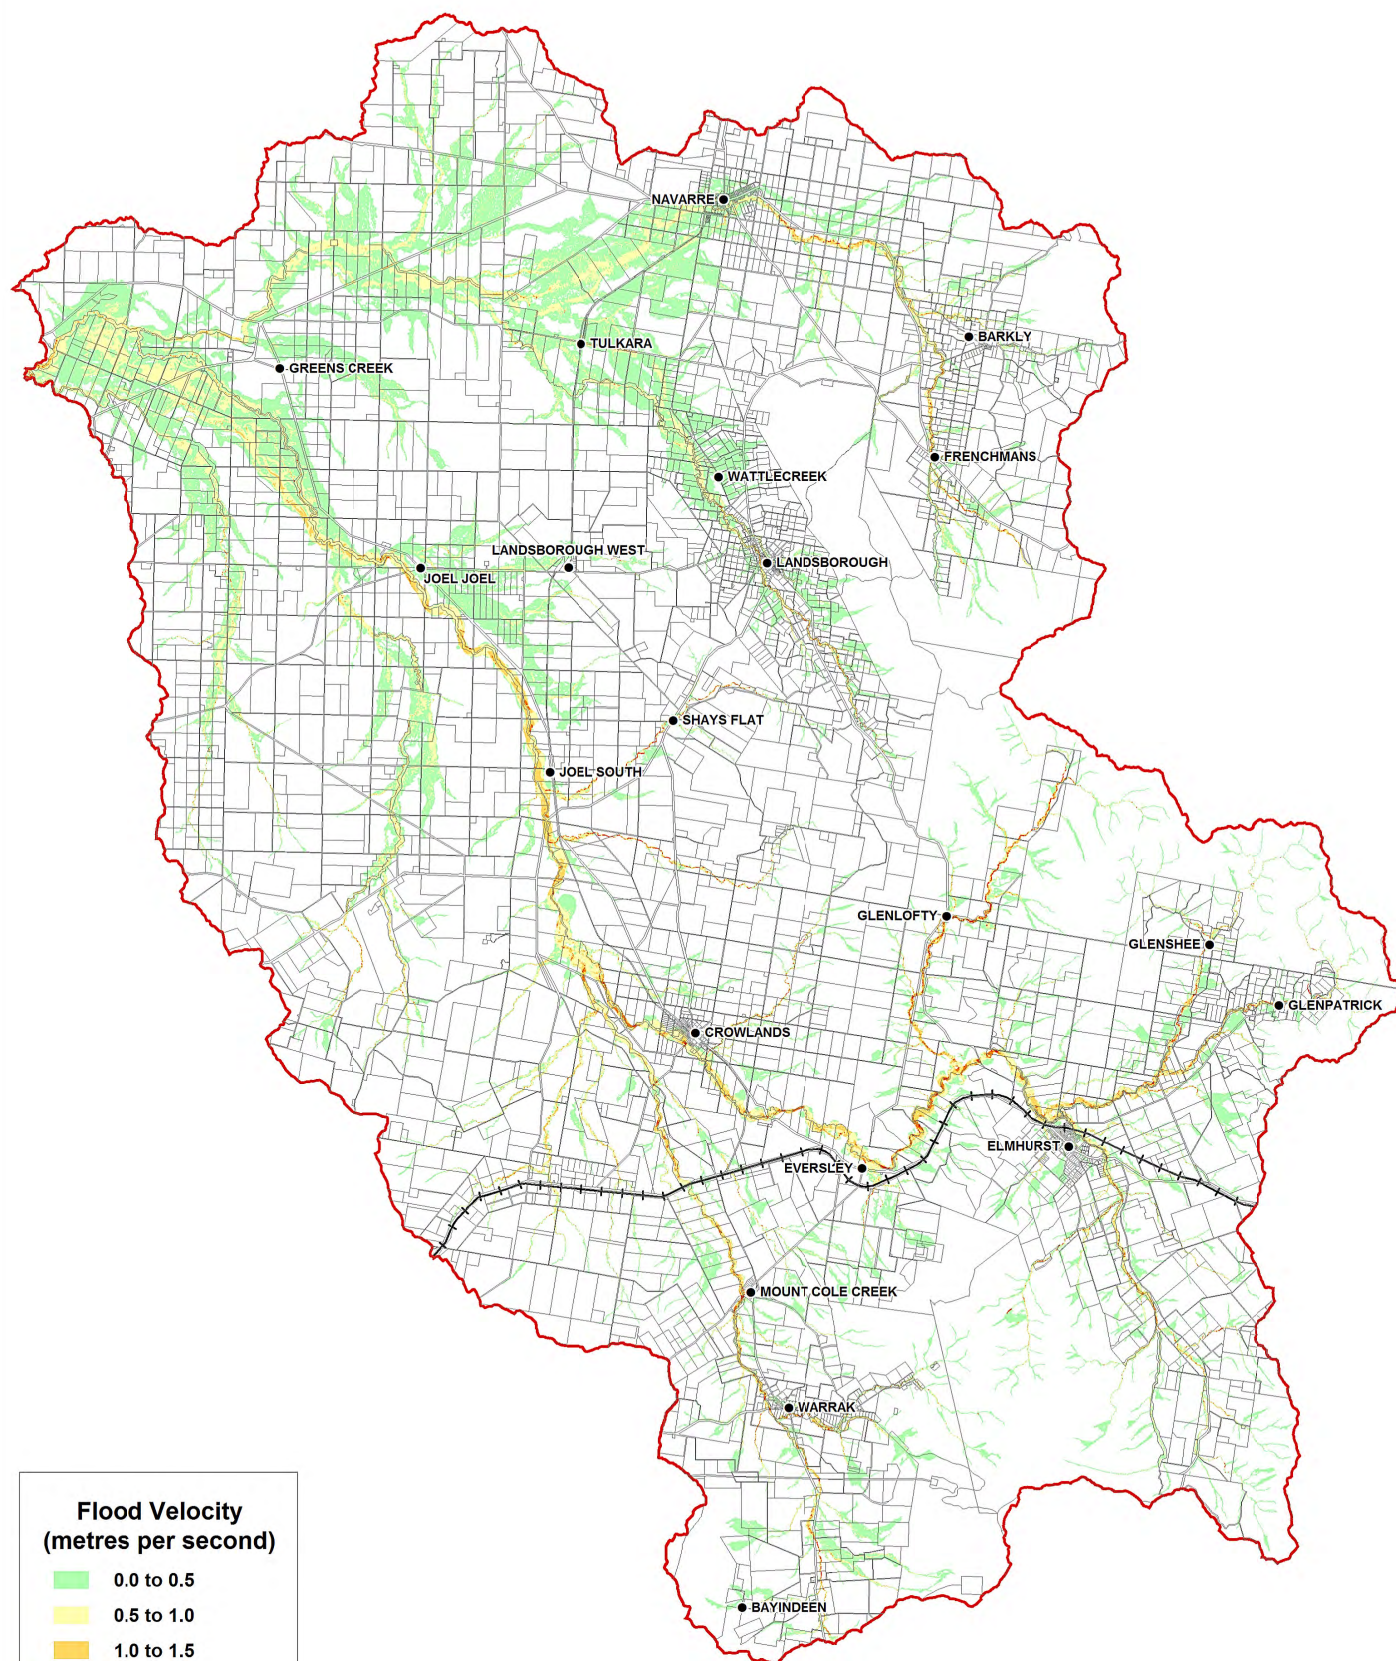 NAVARRE
BARKLY
TULKARA
GREENS CREEK
FRENCHMANS
WATTLECREEK
LANDSBOROUGH WEST
LANDSBOROUGH
JOEL JOEL
SHAYS FLAT
JOEL SOUTH
GLENLOFTY
GLENSHEE
GLENPATRICK
CROWLANDS
ELMHURST
EVERSLEY
MOUNT COLE CREEK
WARRAK
BAYINDEEN
Flood Velocity
(metres per second)
0.0 to 0.5
0.5 to 1.0
1.0 to 1.5